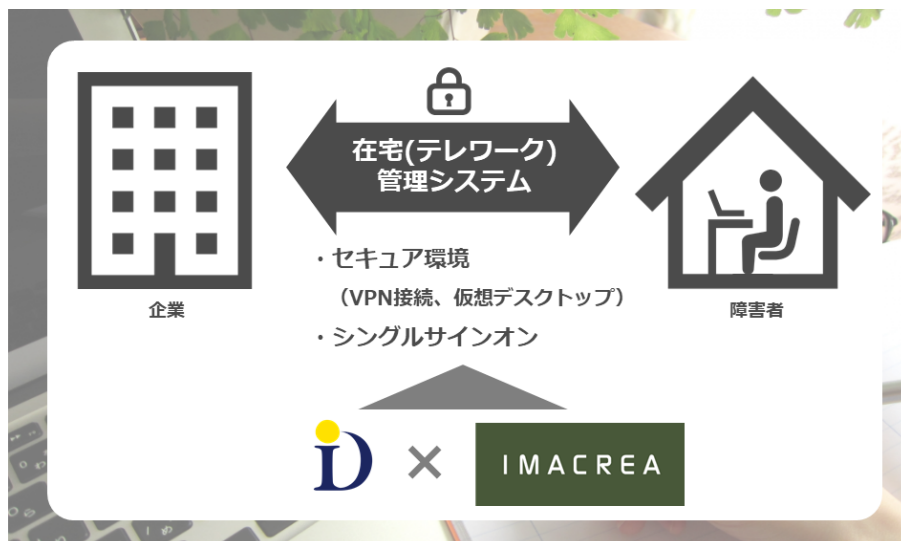 在宅(テレワーク)
管理システム
・セキュア環境
（VPN接続、仮想デスクトップ）
・シングルサインオン
企業
障害者
iD
×
IMACREA